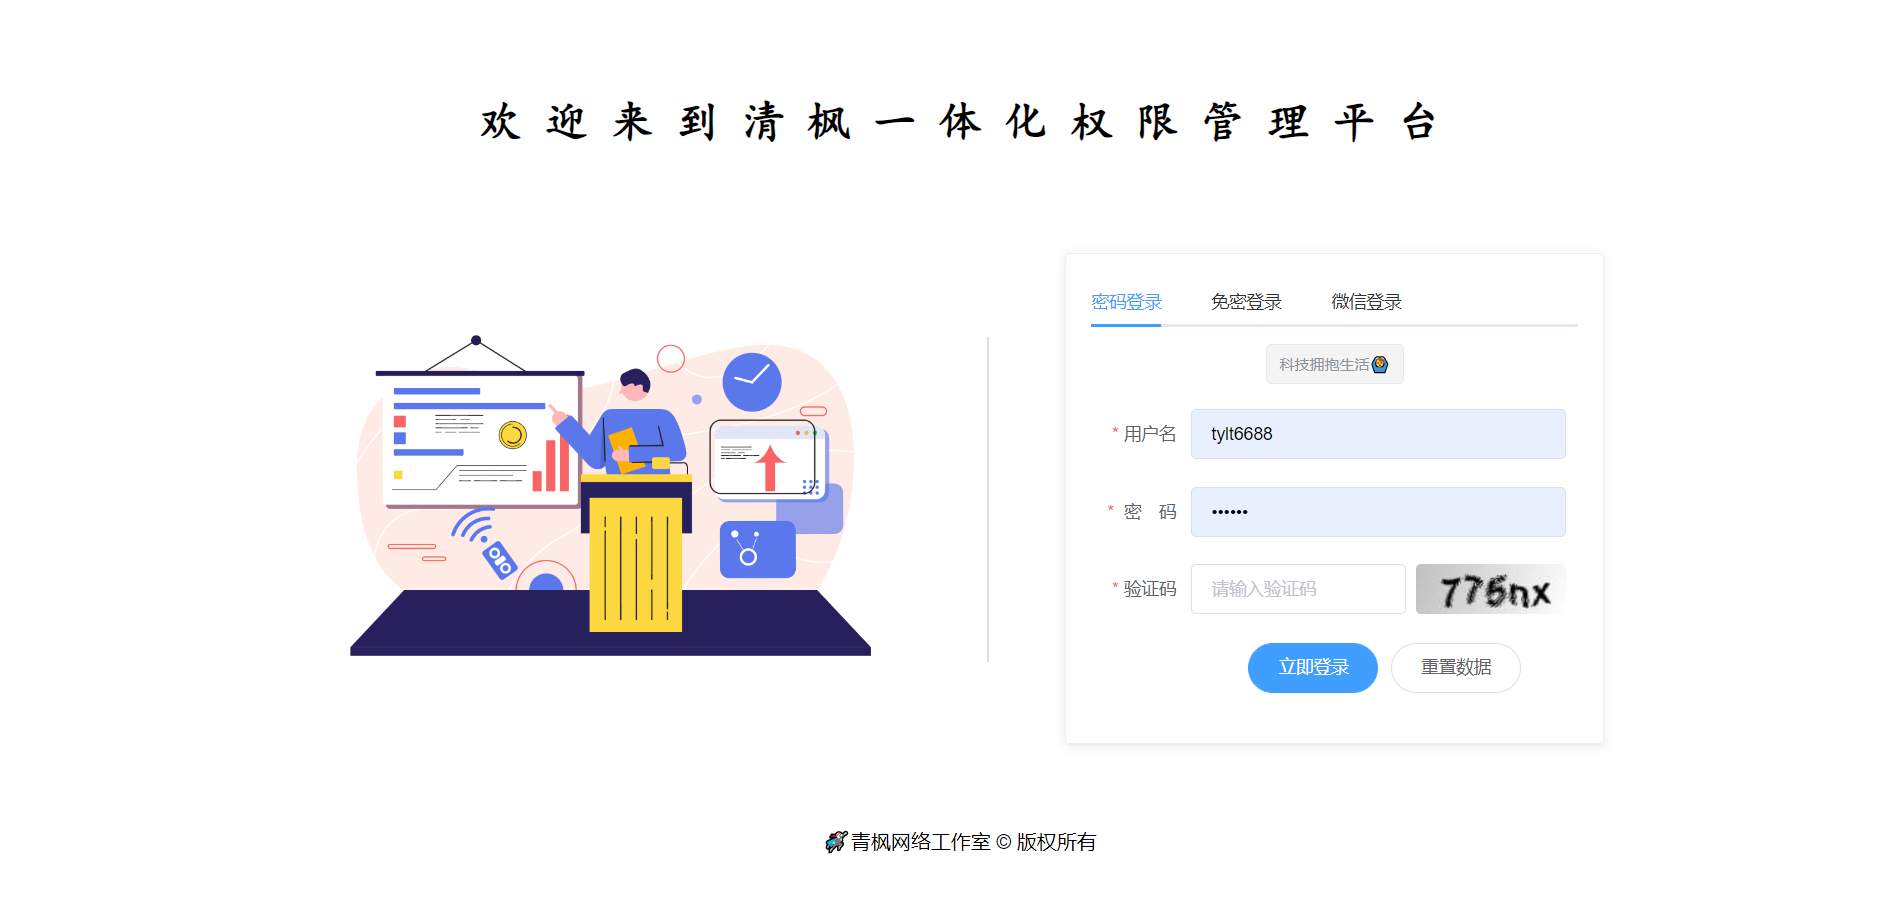 欢迎来到清枫一体化权限管理平台
密码登录 免密登录 微信登录
科技拥抱生活
* 用户名 tylt6688
* 密 码 ••••••
* 验证码 请输入验证码 776nx
立即登录 重置数据
青枫网络工作室 © 版权所有